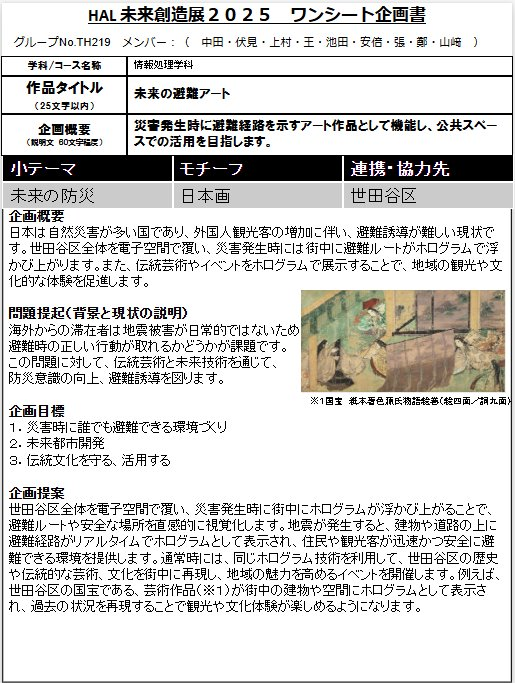 HAL 未来創造展２０２５　ワンシート企画書
グループNo.TH219　メンバー：（　中田・伏見・上村・王・池田・安倍・張・鄭・山﨑　）
学科/コース名称
情報処理学科
作品タイトル
（25文字以内）
未来の避難アート
企画概要
（説明文　60文字程度）
災害発生時に避難経路を示すアート作品として機能し、公共スペー
スでの活用を目指します。
小テーマ
モチーフ
連携・協力先
未来の防災
日本画
世田谷区
企画概要
日本は自然災害が多い国であり、外国人観光客の増加に伴い、避難誘導が難しい現状で
す。世田谷区全体を電子空間で覆い、災害発生時には街中に避難ルートがホログラムで浮
かび上がります。また、伝統芸術やイベントをホログラムで展示することで、地域の観光や文
化的な体験を促進します。
問題提起（背景と現状の説明）
海外からの滞在者は地震被害が日常的ではないため
避難時の正しい行動が取れるかどうかが課題です。
この問題に対して、伝統芸術と未来技術を通じて、
防災意識の向上、避難誘導を図ります。
※１国宝　紙本著色源氏物語絵巻（絵四面／詞九面）
企画目標
１．災害時に誰でも避難できる環境づくり
２．未来都市開発
３．伝統文化を守る、活用する
企画提案
世田谷区全体を電子空間で覆い、災害発生時に街中にホログラムが浮かび上がることで、
避難ルートや安全な場所を直感的に視覚化します。地震が発生すると、建物や道路の上に
避難経路がリアルタイムでホログラムとして表示され、住民や観光客が迅速かつ安全に避
難できる環境を提供します。通常時には、同じホログラム技術を利用して、世田谷区の歴史
や伝統的な芸術、文化を街中に再現し、地域の魅力を高めるイベントを開催します。例えば、
世田谷区の国宝である、芸術作品（※１）が街中の建物や空間にホログラムとして表示さ
れ、過去の状況を再現することで観光や文化体験が楽しめるようになります。